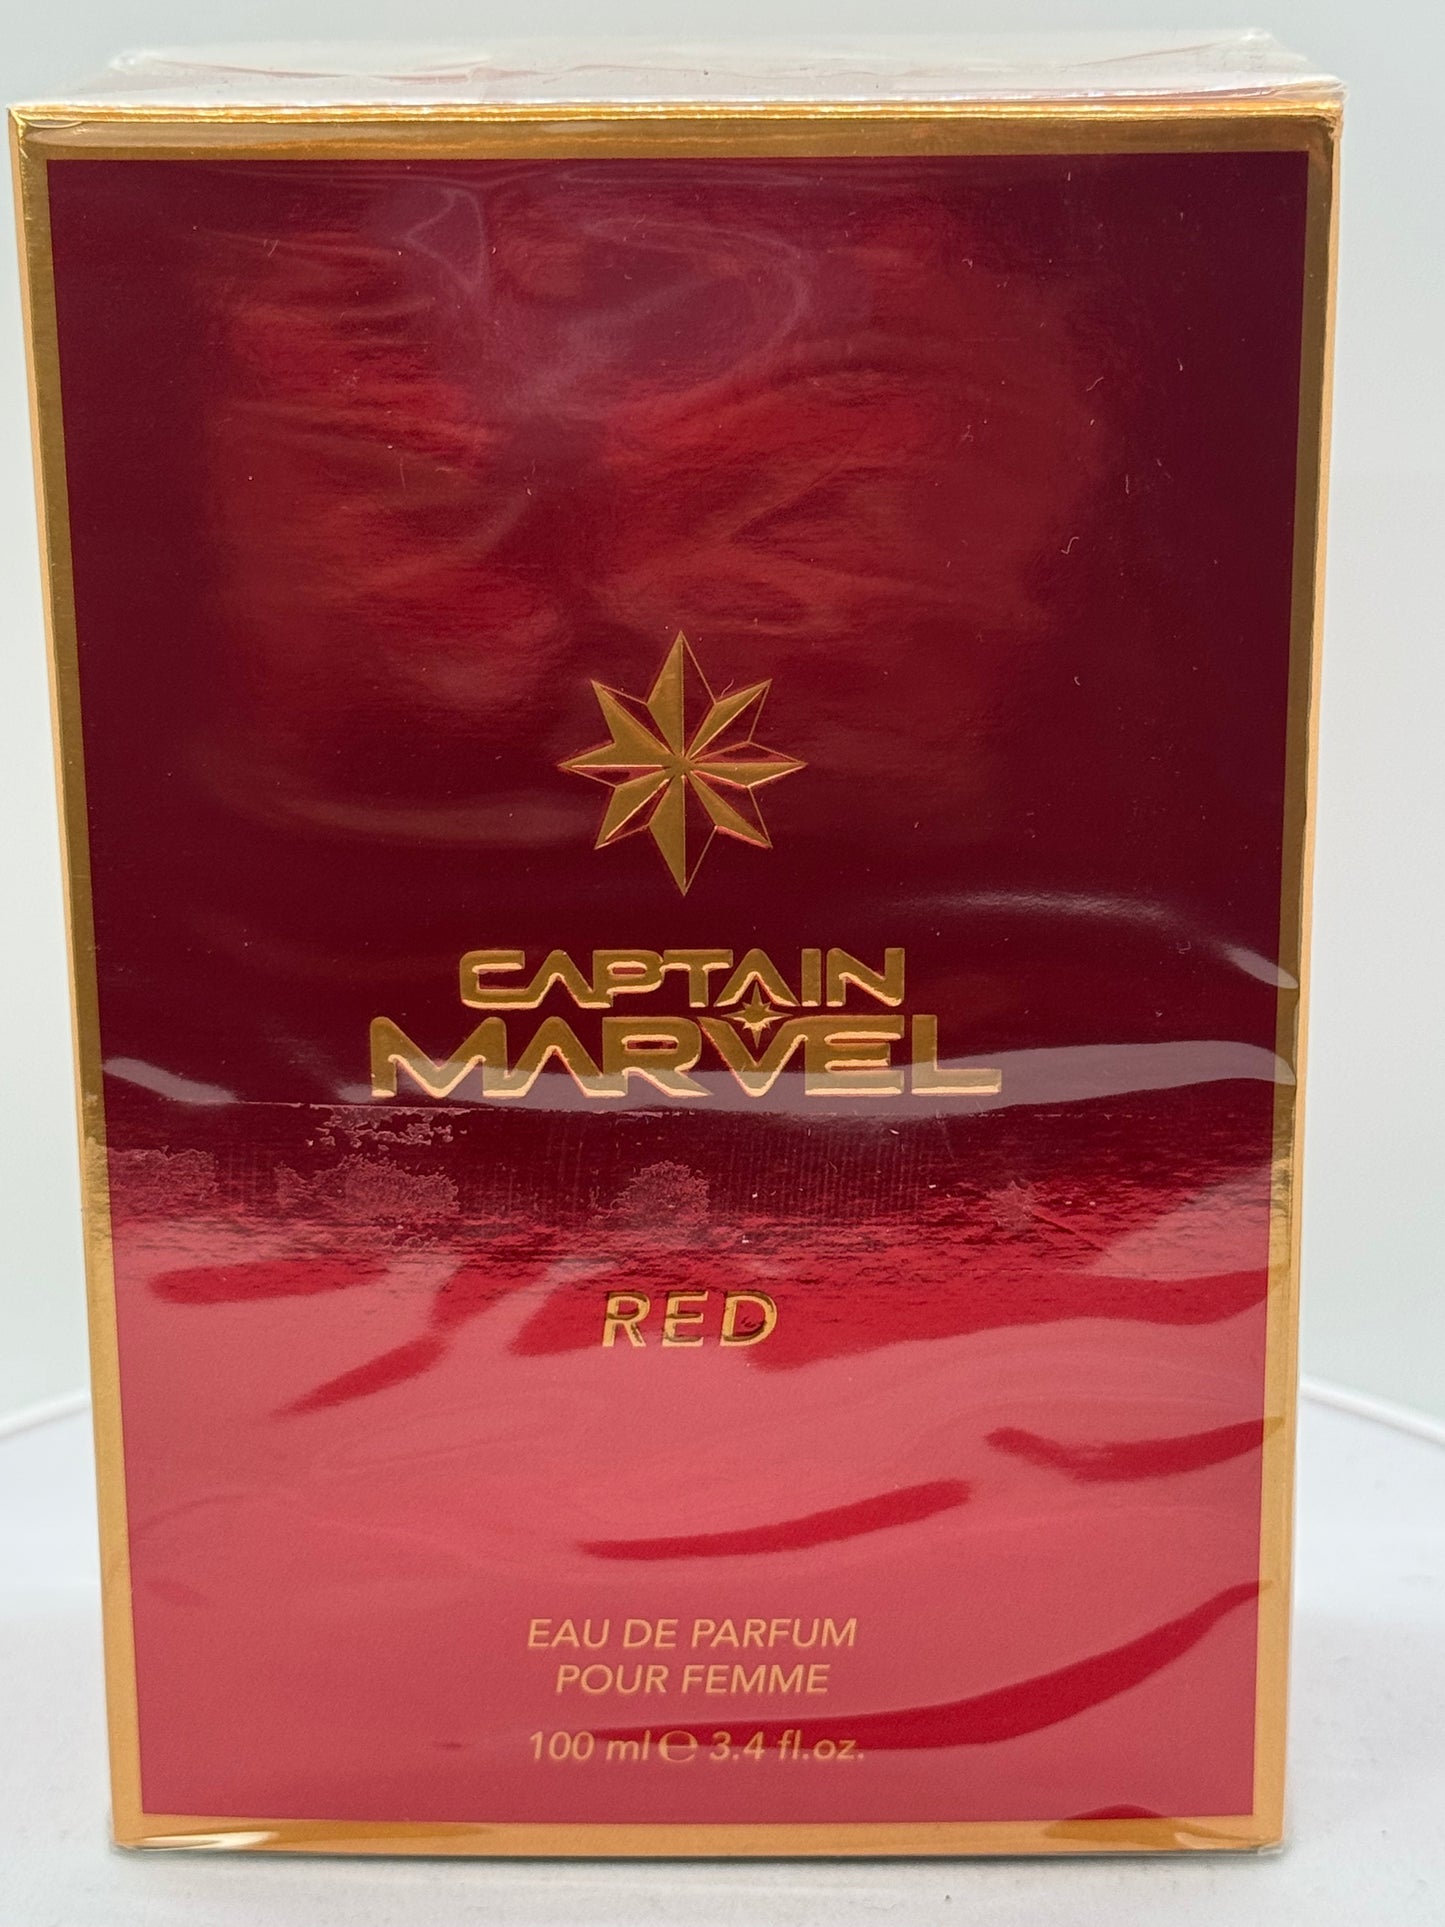 CAPTAIN
MARVEL
RED
EAU DE PARFUM
POUR FEMME
100 ml ℮ 3.4 fl.oz.